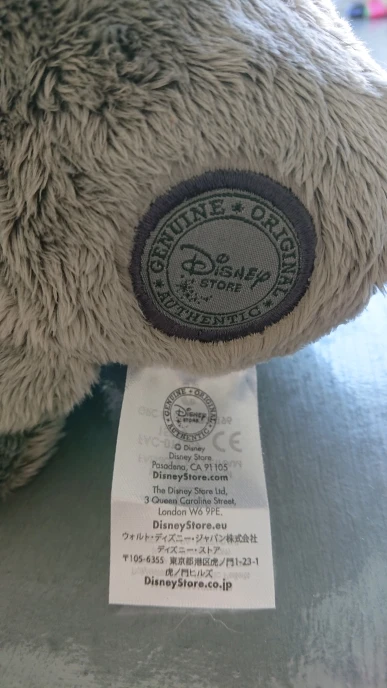 GENUINE ★ ORIGINAL ★ AUTHENTIC ★
Disney
STORE
GENUINE ORIGINAL AUTHENTIC
Disney
STORE
CE
© Disney
Disney Store
Pasadena, CA 91105
DisneyStore.com
The Disney Store Ltd,
3 Queen Caroline St,
London W6 9PE.
DisneyStore.eu
ウォルト・ディズニー・ジャパン株式会社
ディズニー・ストア
〒105-6355 東京都港区虎ノ門1-23-1
虎ノ門ヒルズ
DisneyStore.co.jp